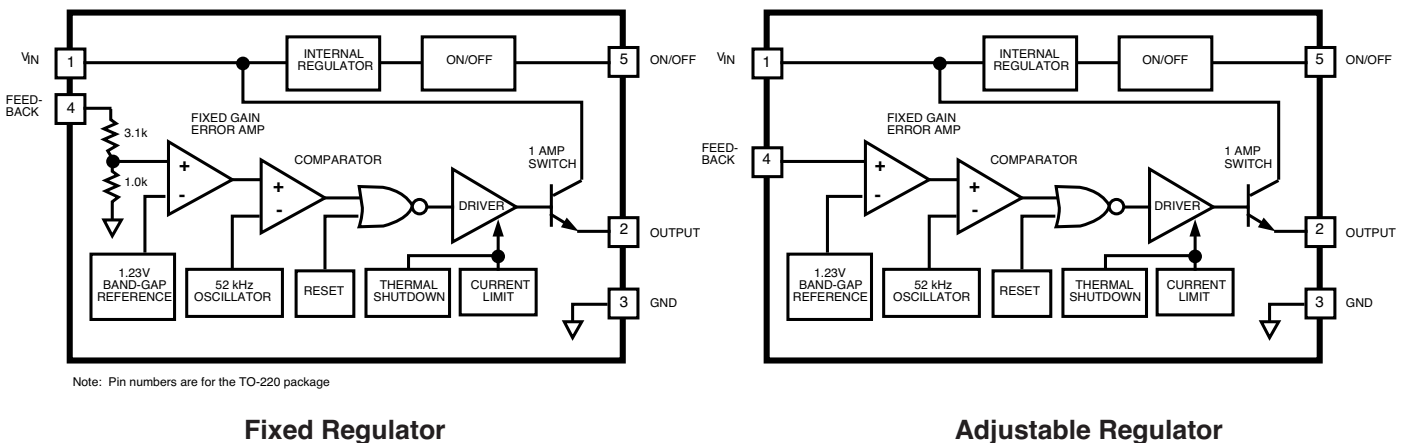 VIN
1
INTERNAL
REGULATOR
ON/OFF
5
ON/OFF
FEED-
BACK
4
3.1k
1.0k
FIXED GAIN
ERROR AMP
+
-
COMPARATOR
+
-
1 AMP
SWITCH
DRIVER
2
OUTPUT
1.23V
BAND-GAP
REFERENCE
52 kHz
OSCILLATOR
RESET
THERMAL
SHUTDOWN
CURRENT
LIMIT
3
GND
Note: Pin numbers are for the TO-220 package
Fixed Regulator
VIN
1
INTERNAL
REGULATOR
ON/OFF
5
ON/OFF
FIXED GAIN
ERROR AMP
FEED-
BACK
4
+
-
COMPARATOR
+
-
1 AMP
SWITCH
DRIVER
2
OUTPUT
1.23V
BAND-GAP
REFERENCE
52 kHz
OSCILLATOR
RESET
THERMAL
SHUTDOWN
CURRENT
LIMIT
3
GND
Adjustable Regulator